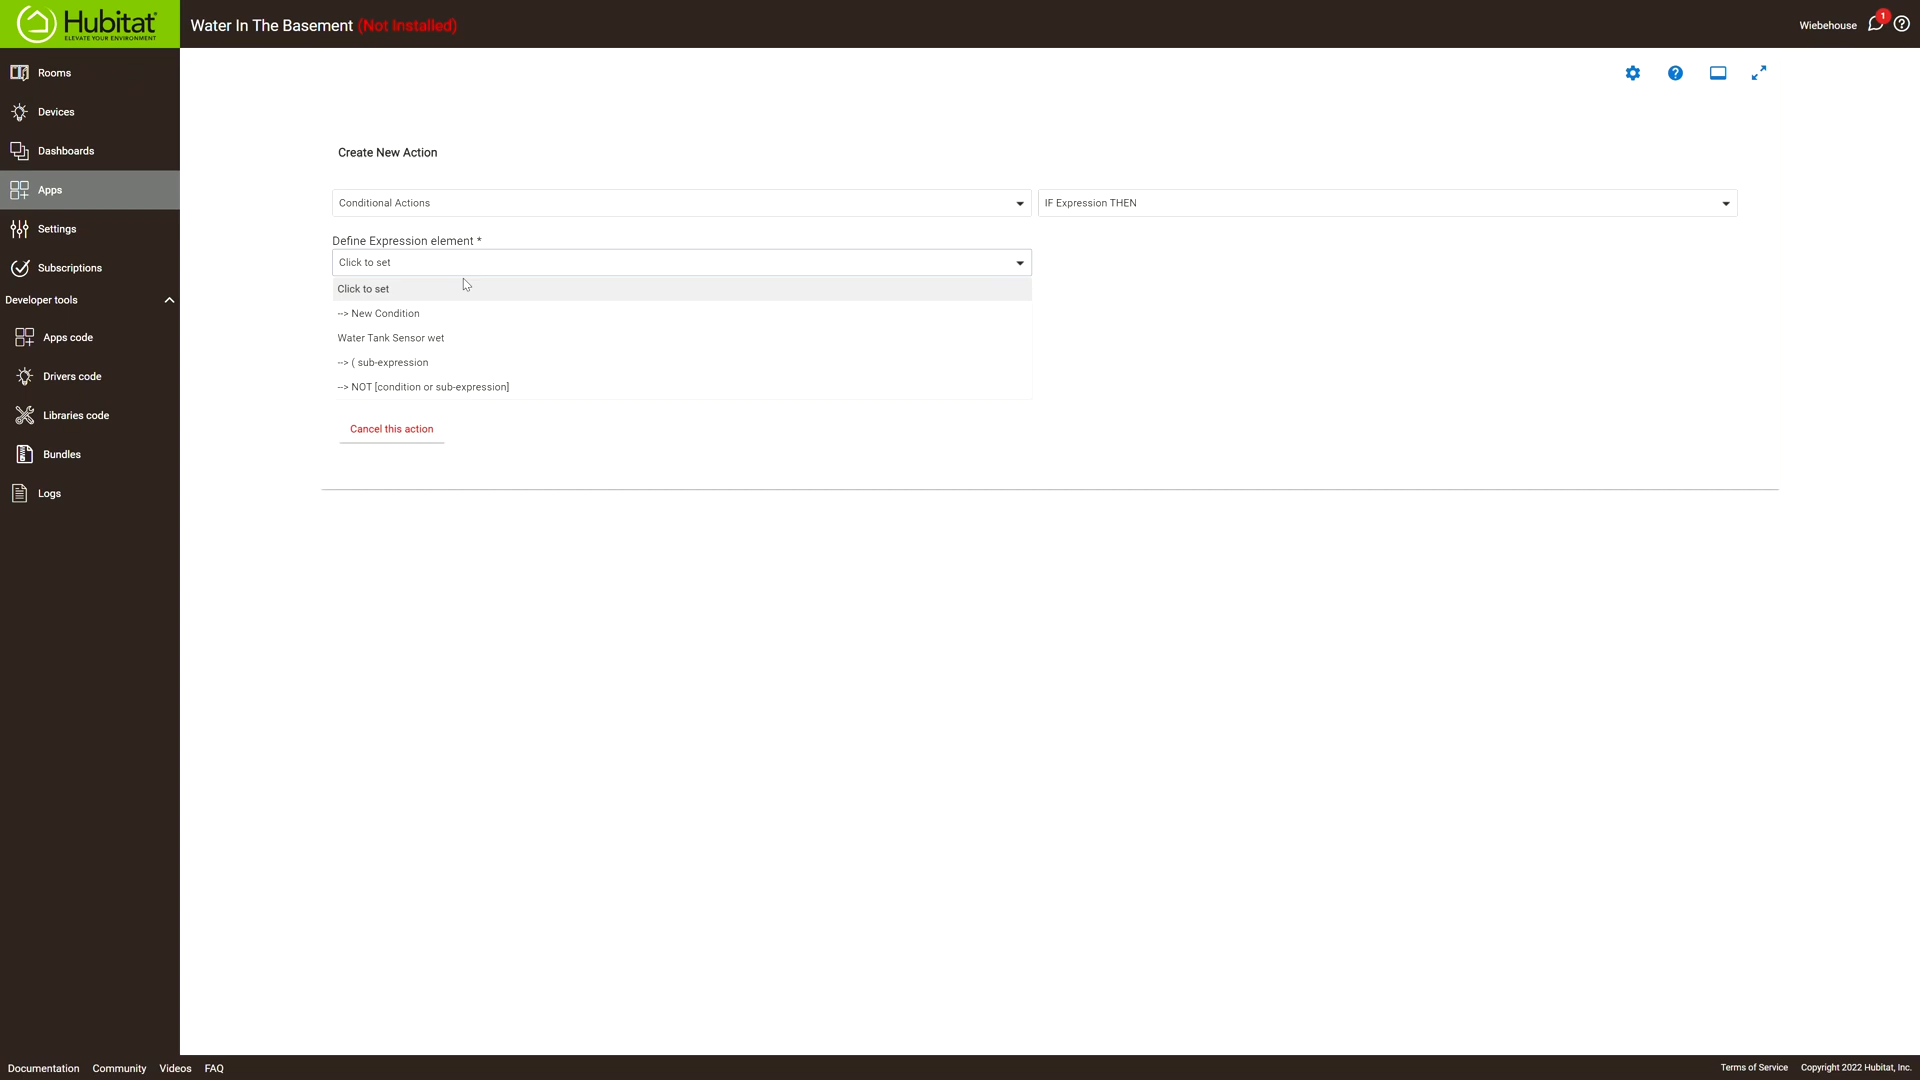 Hubitat
ELEVATE YOUR ENVIRONMENT
Water In The Basement (Not Installed)
Wiebehouse
1
Rooms
Devices
Dashboards
Apps
Settings
Subscriptions
Developer tools
Apps code
Drivers code
Libraries code
Bundles
Logs
Create New Action
Conditional Actions
IF Expression THEN
Define Expression element *
Click to set
Click to set
--> New Condition
Water Tank Sensor wet
--> ( sub-expression
--> NOT [condition or sub-expression]
Cancel this action
Documentation Community Videos FAQ
Terms of Service Copyright 2022 Hubitat, Inc.